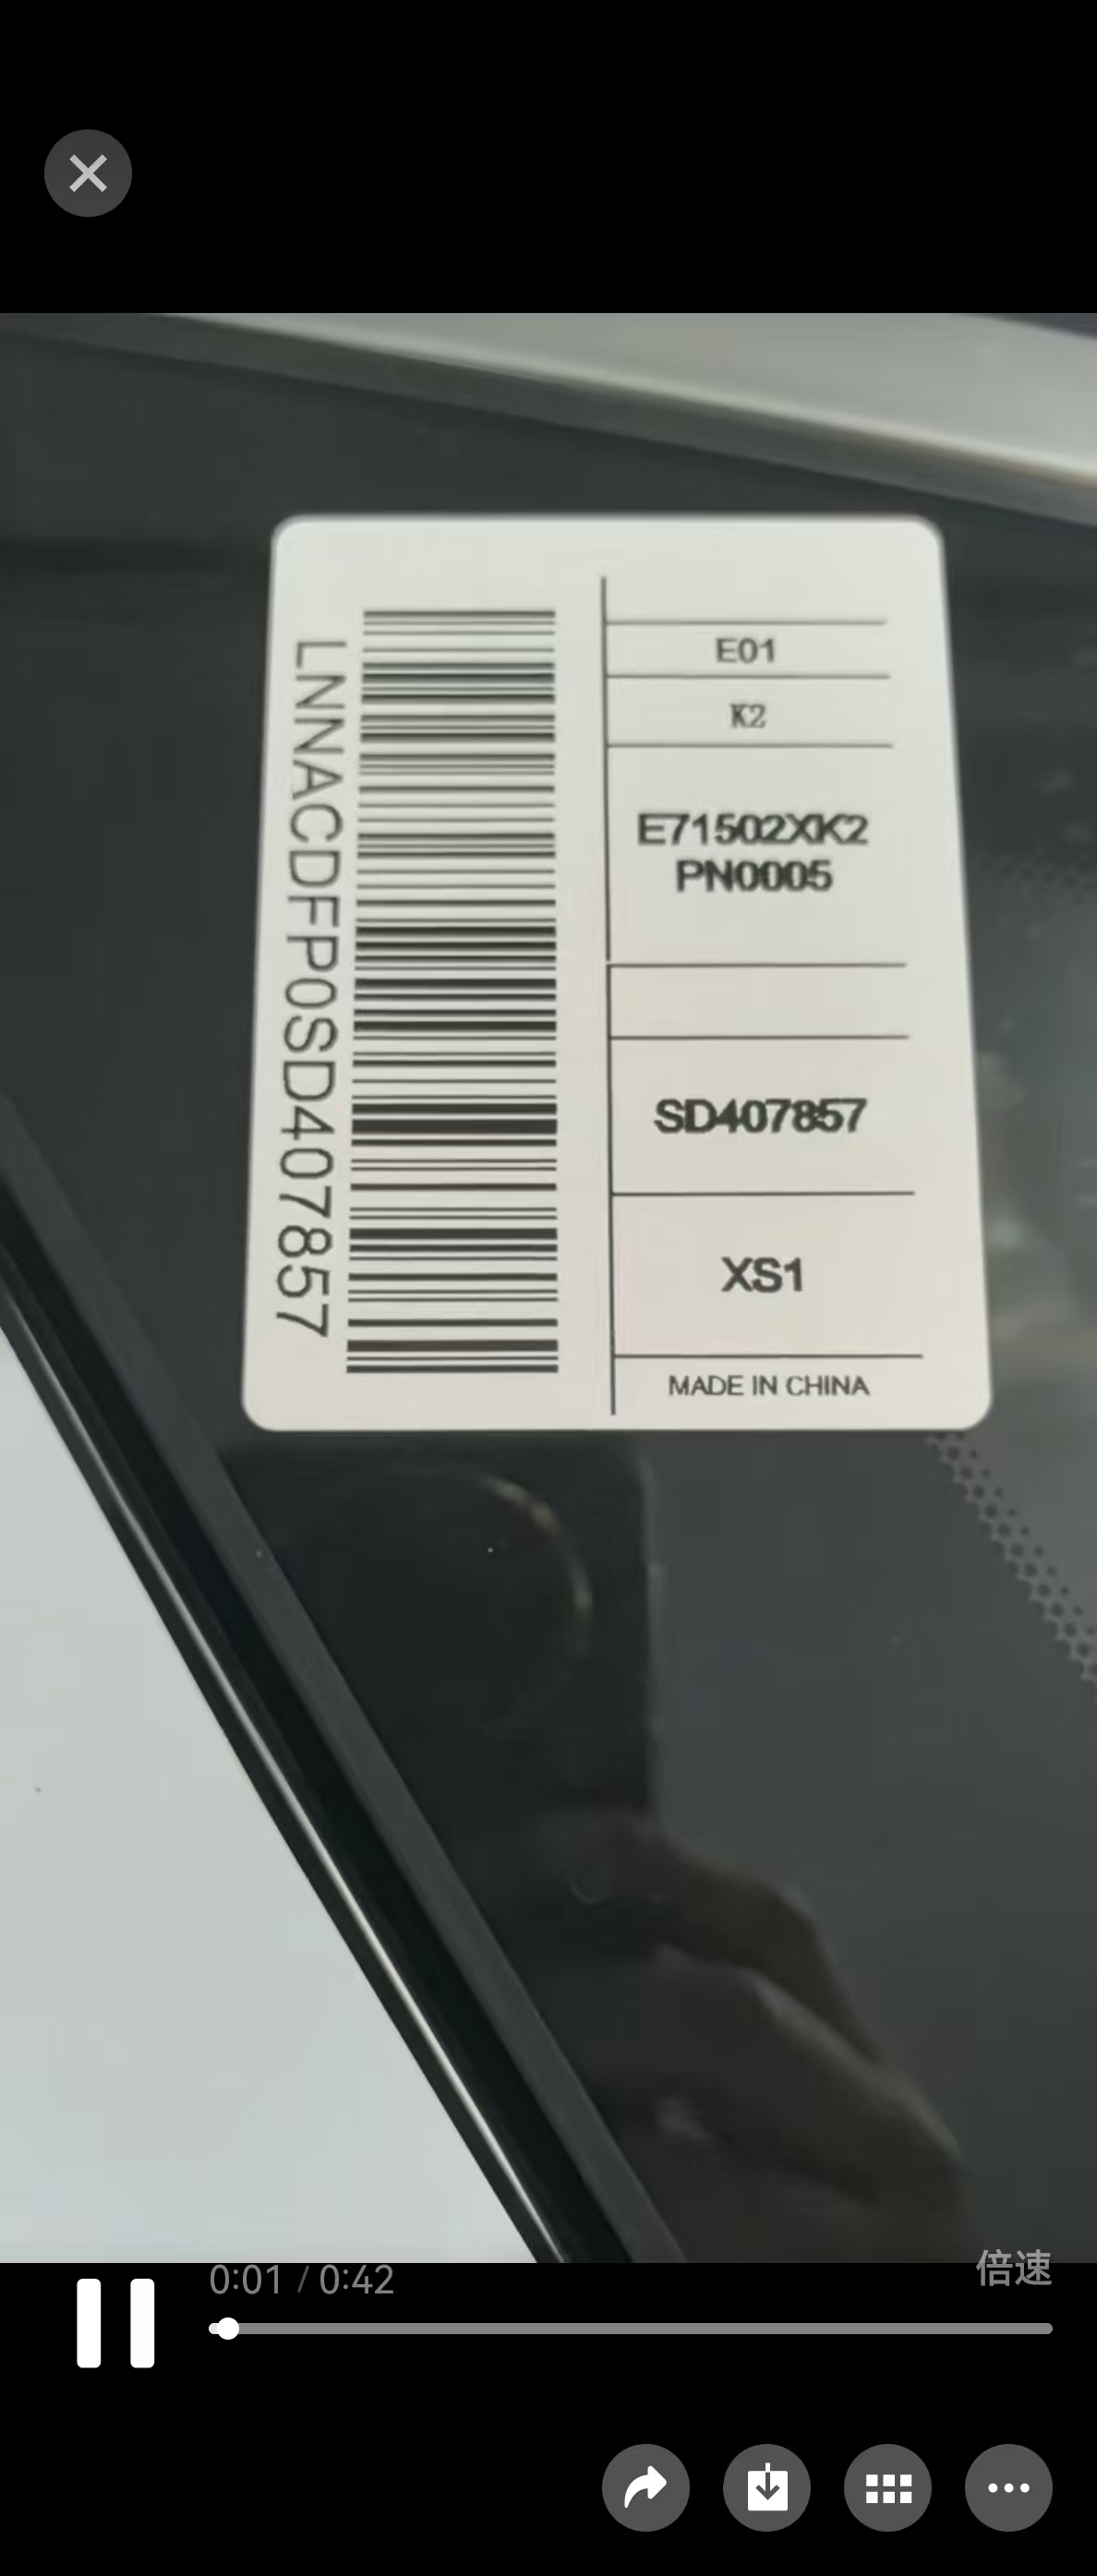 LNNACDFP0SD407857
E01
K2
E71502XK2
PN0005
SD407857
XS1
MADE IN CHINA
0:01 / 0:42
倍速